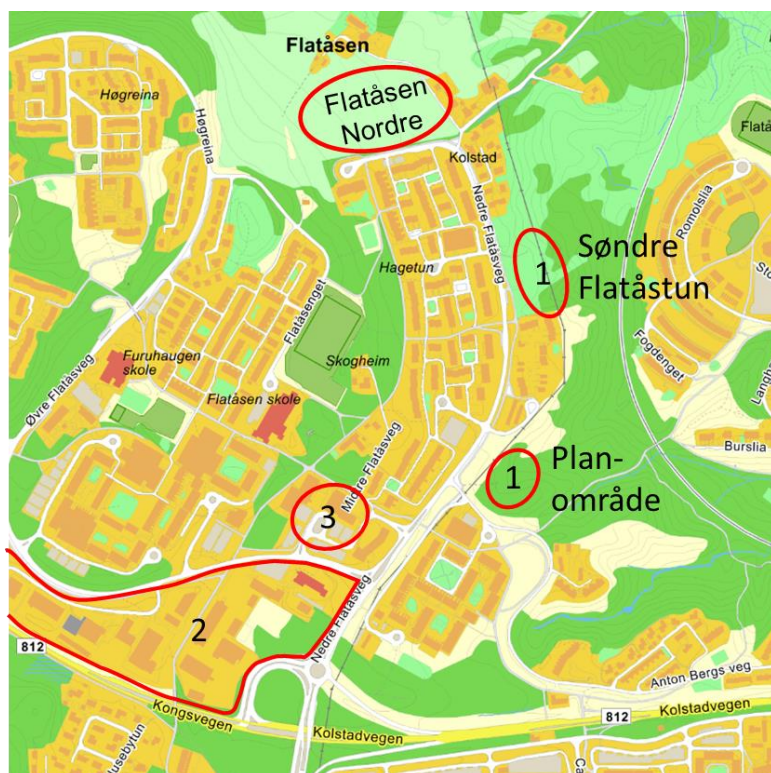 Flatåsen
Høgreina
Flatåsen
Nordre
Høgreina
Kolstad
Nedre Flatåsveg
Romolslia
Søndre
Flatåstun
1
Hagetun
Flatåsenget
Furuhaugen
skole
Skogheim
Fogdenget
Øvre Flatåsveg
Flatåsen skole
Midtre Flatåsveg
Burslia
Plan-
område
1
3
2
Nedre Flatåsveg
812
Anton Bergs veg
Kongsvegen
Kolstadvegen
812
Kolstadvegen